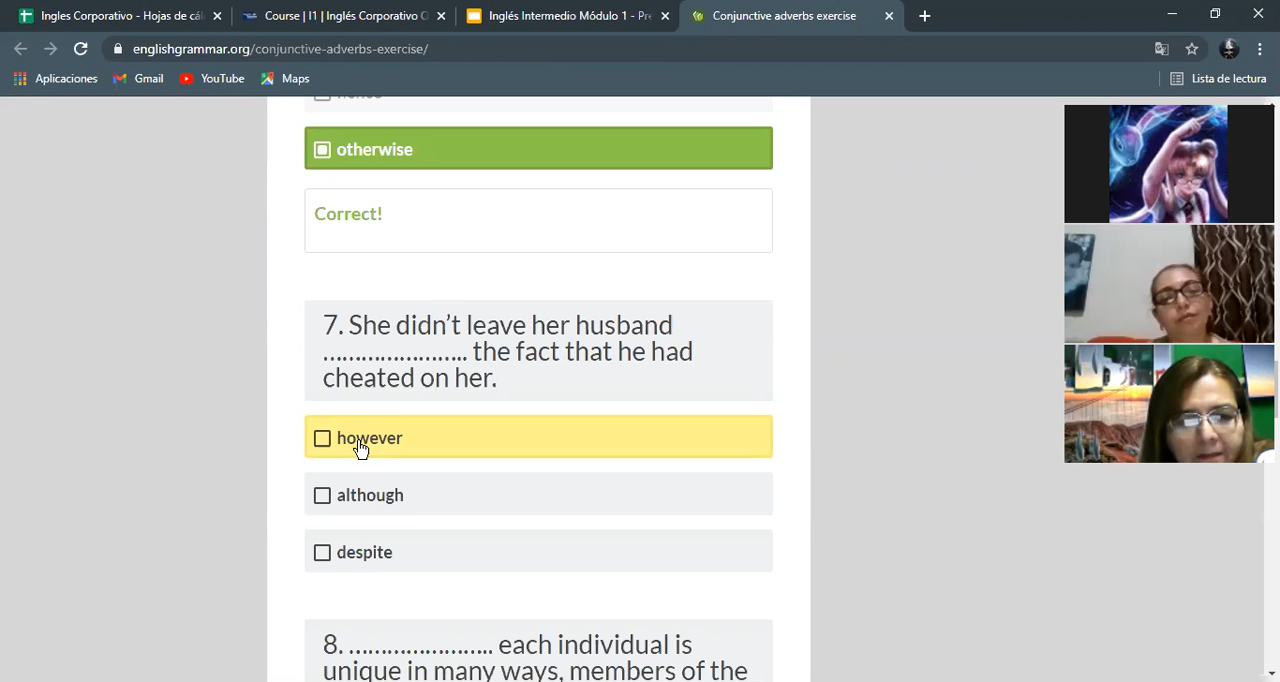 Ingles Corporativo - Hojas de cál
Course | I1 | Inglés Corporativo O
Inglés Intermedio Módulo 1 - Pre
Conjunctive adverbs exercise
englishgrammar.org/conjunctive-adverbs-exercise/
Aplicaciones
Gmail
YouTube
Maps
Lista de lectura
otherwise
Correct!
7. She didn’t leave her husband
………………….. the fact that he had
cheated on her.
however
although
despite
8. ………………….. each individual is
unique in many ways, members of the